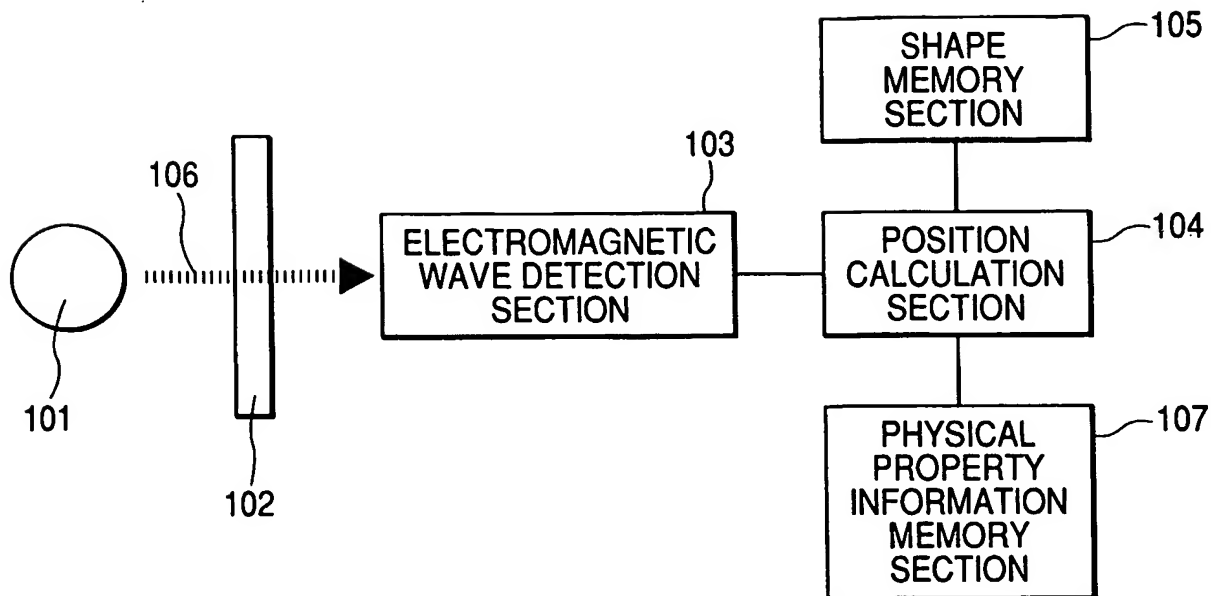 105
SHAPE
MEMORY
SECTION
103
106
ELECTROMAGNETIC
WAVE DETECTION
SECTION
POSITION
CALCULATION
SECTION
104
101
102
PHYSICAL
PROPERTY
INFORMATION
MEMORY
SECTION
107